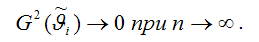 G²(ϑ̃ᵢ) → 0 при n → ∞ .